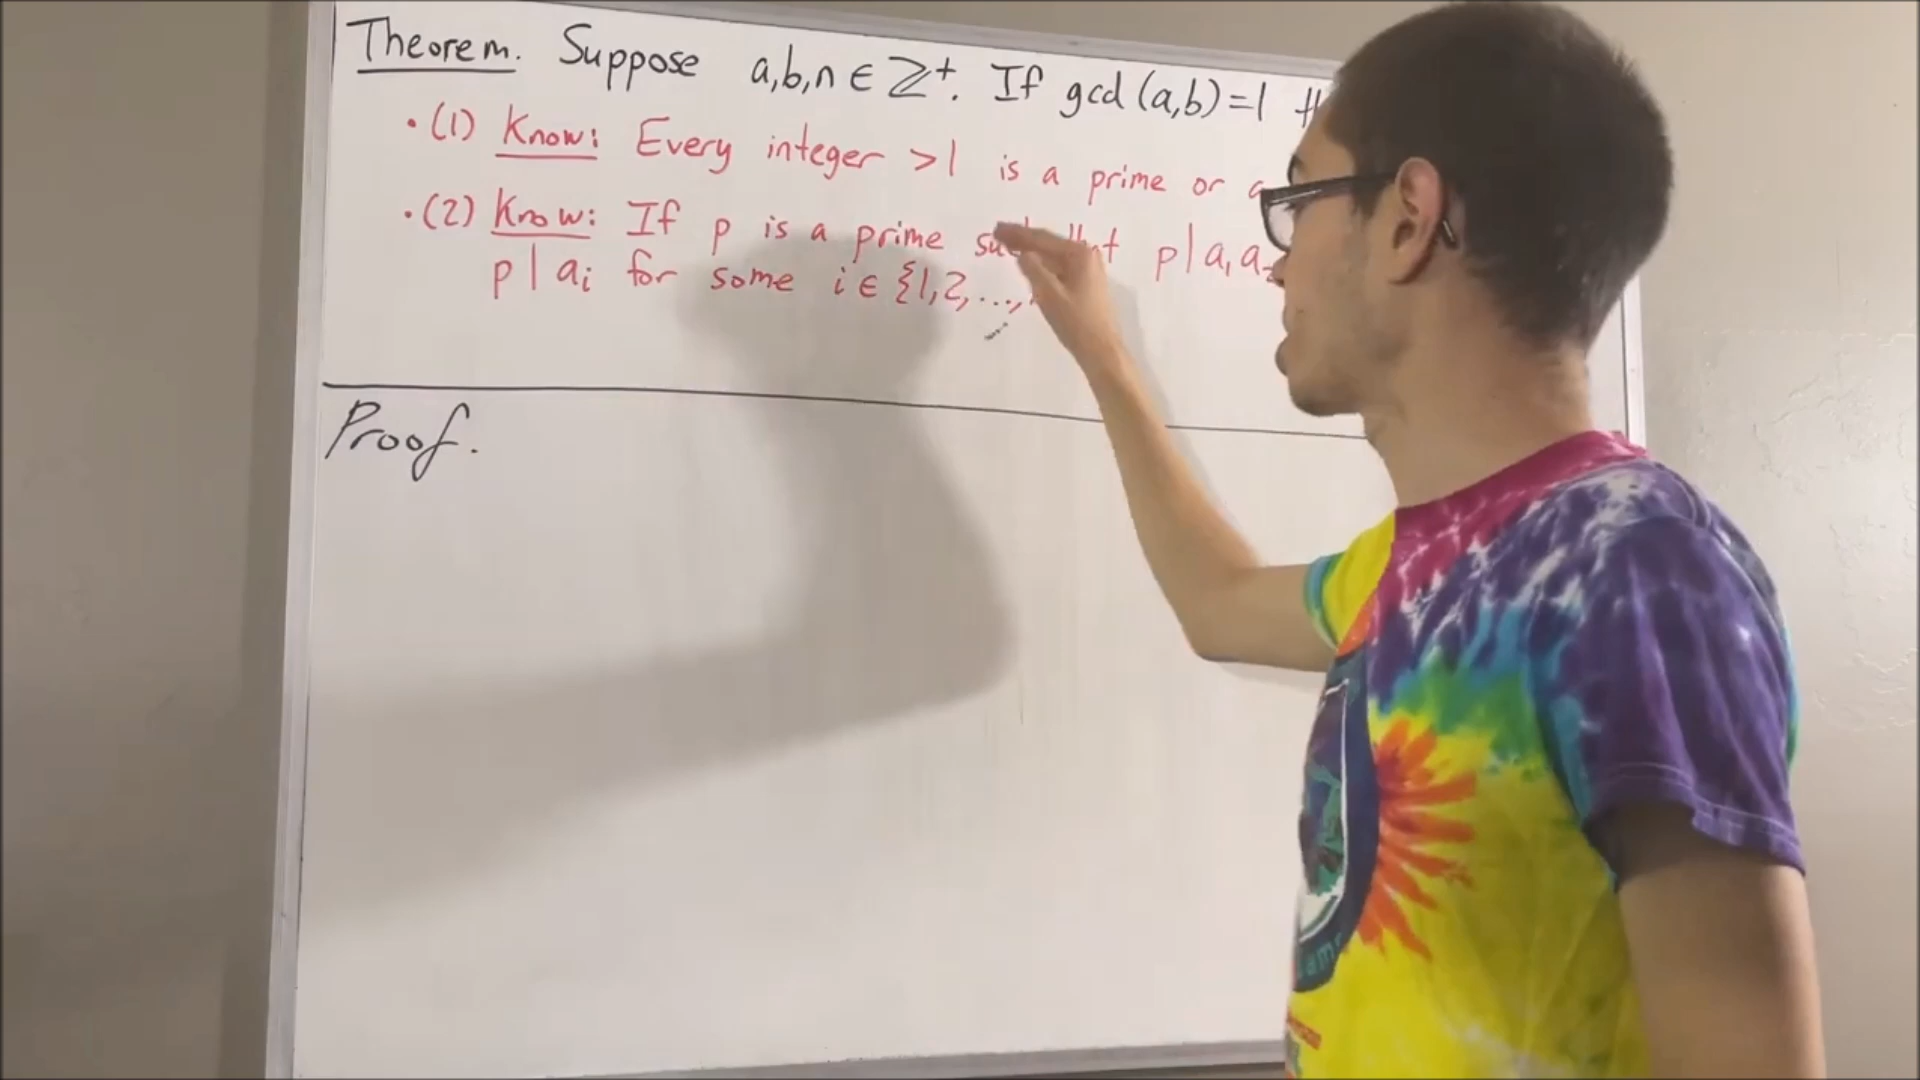 Theorem. Suppose a,b,n ∈ ℤ⁺. If gcd(a,b)=1
• (1) Know: Every integer >1 is a prime or
• (2) Know: If p is a prime p | a₁a₂
p | aᵢ for some i ∈ {1,2,...,
Proof.